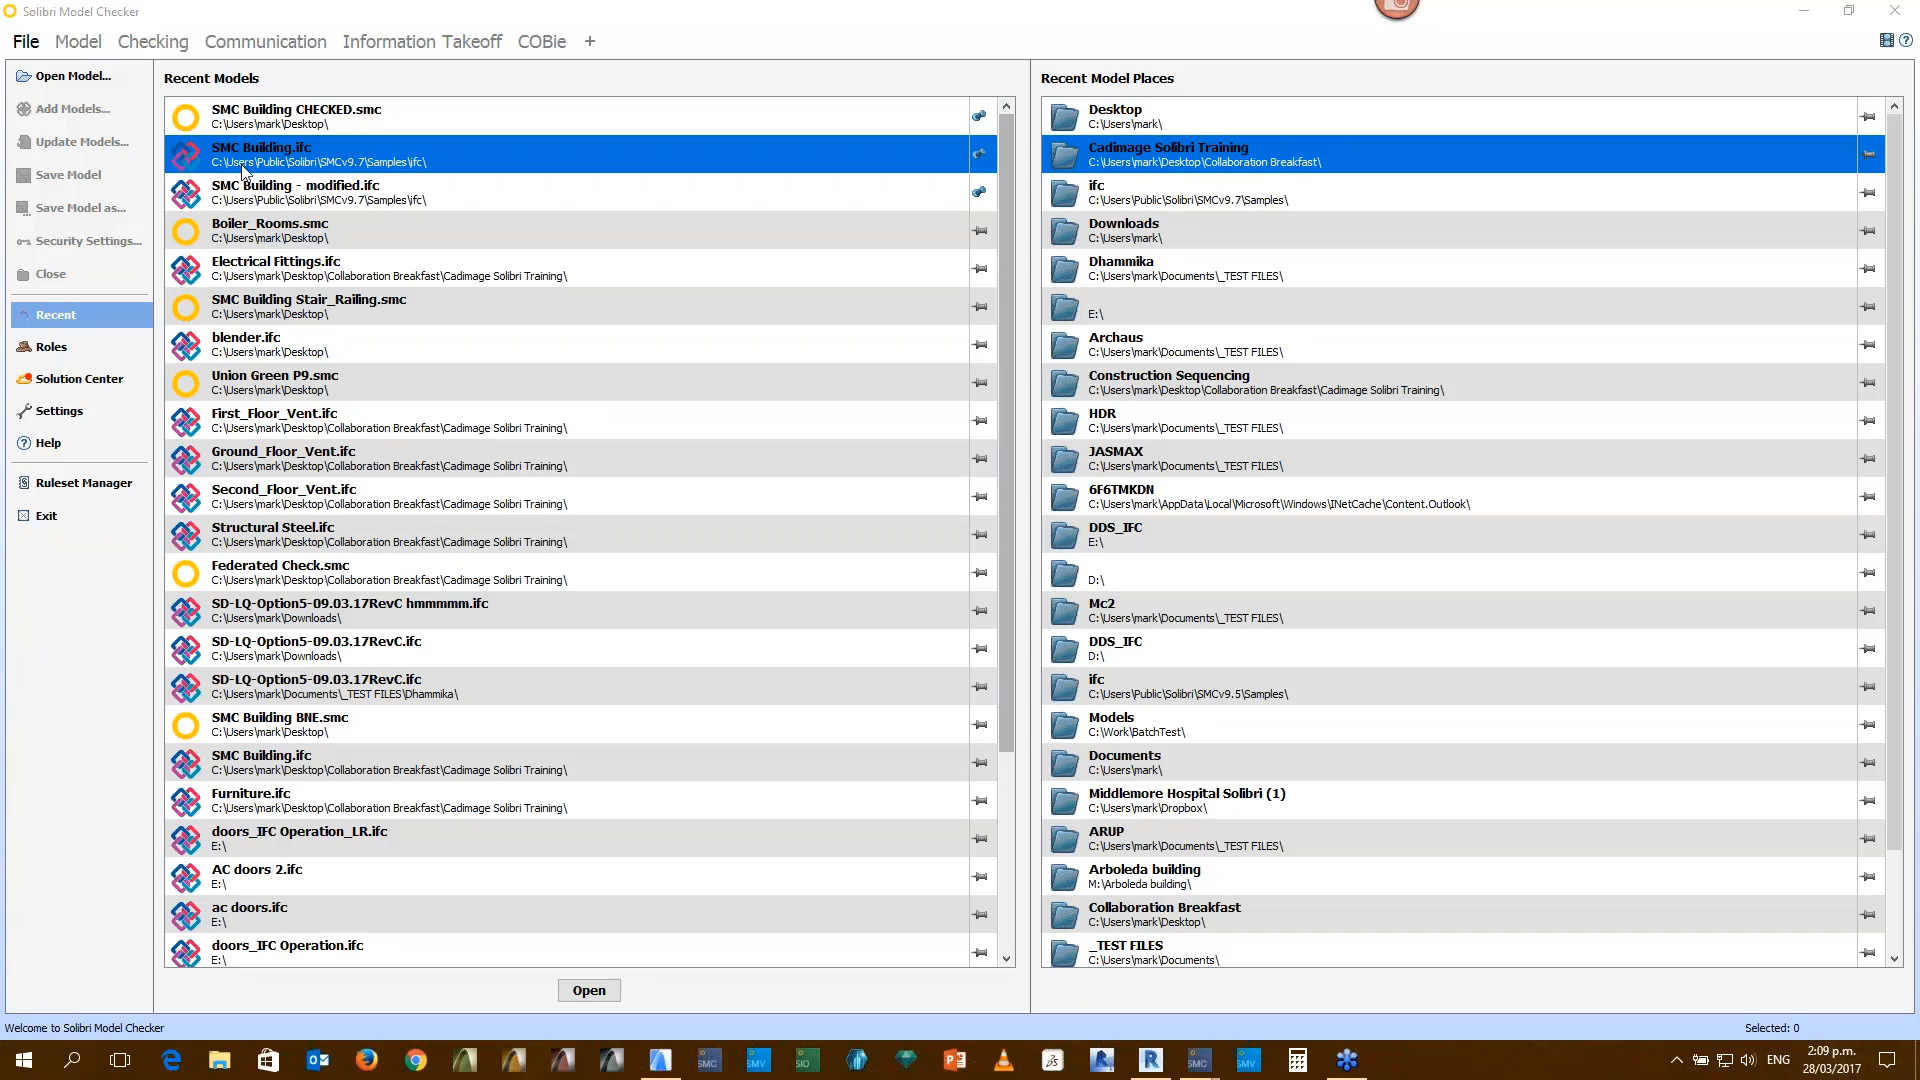 Solibri Model Checker
File Model Checking Communication Information Takeoff COBie +
Open Model...
Add Models...
Update Models...
Save Model
Save Model as...
Security Settings...
Close
Recent
Roles
Solution Center
Settings
Help
Ruleset Manager
Exit
Recent Models
SMC Building CHECKED.smc
C:\Users\mark\Desktop\
SMC Building.ifc
C:\Users\Public\Solibri\SMCv9.7\Samples\ifc\
SMC Building - modified.ifc
C:\Users\Public\Solibri\SMCv9.7\Samples\ifc\
Boiler_Rooms.smc
C:\Users\mark\Desktop\
Electrical Fittings.ifc
C:\Users\mark\Desktop\Collaboration Breakfast\Cadimage Solibri Training\
SMC Building Stair_Railing.smc
C:\Users\mark\Desktop\
blender.ifc
C:\Users\mark\Desktop\
Union Green P9.smc
C:\Users\mark\Desktop\
First_Floor_Vent.ifc
C:\Users\mark\Desktop\Collaboration Breakfast\Cadimage Solibri Training\
Ground_Floor_Vent.ifc
C:\Users\mark\Desktop\Collaboration Breakfast\Cadimage Solibri Training\
Second_Floor_Vent.ifc
C:\Users\mark\Desktop\Collaboration Breakfast\Cadimage Solibri Training\
Structural Steel.ifc
C:\Users\mark\Desktop\Collaboration Breakfast\Cadimage Solibri Training\
Federated Check.smc
C:\Users\mark\Desktop\Collaboration Breakfast\Cadimage Solibri Training\
SD-LQ-Option5-09.03.17RevC hmmmmm.ifc
C:\Users\mark\Downloads\
SD-LQ-Option5-09.03.17RevC.ifc
C:\Users\mark\Downloads\
SD-LQ-Option5-09.03.17RevC.ifc
C:\Users\mark\Documents\_TEST FILES\Dhammika\
SMC Building BNE.smc
C:\Users\mark\Desktop\
SMC Building.ifc
C:\Users\mark\Desktop\Collaboration Breakfast\Cadimage Solibri Training\
Furniture.ifc
C:\Users\mark\Desktop\Collaboration Breakfast\Cadimage Solibri Training\
doors_IFC Operation_LR.ifc
E:\
AC doors 2.ifc
E:\
ac doors.ifc
E:\
doors_IFC Operation.ifc
E:\
Open
Recent Model Places
Desktop
C:\Users\mark\
Cadimage Solibri Training
C:\Users\mark\Desktop\Collaboration Breakfast\
ifc
C:\Users\Public\Solibri\SMCv9.7\Samples\
Downloads
C:\Users\mark\
Dhammika
C:\Users\mark\Documents\_TEST FILES\
E:\
Archaus
C:\Users\mark\Documents\_TEST FILES\
Construction Sequencing
C:\Users\mark\Desktop\Collaboration Breakfast\Cadimage Solibri Training\
HDR
C:\Users\mark\Documents\_TEST FILES\
JASMAX
C:\Users\mark\Documents\_TEST FILES\
6F6TMKDN
C:\Users\mark\AppData\Local\Microsoft\Windows\INetCache\Content.Outlook\
DDS_IFC
E:\
D:\
Mc2
C:\Users\mark\Documents\_TEST FILES\
DDS_IFC
D:\
ifc
C:\Users\Public\Solibri\SMCv9.5\Samples\
Models
C:\Work\BatchTest\
Documents
C:\Users\mark\
Middlemore Hospital Solibri (1)
C:\Users\mark\Dropbox\
ARUP
C:\Users\mark\Documents\_TEST FILES\
Arboleda building
M:\Arboleda building\
Collaboration Breakfast
C:\Users\mark\Desktop\
_TEST FILES
C:\Users\mark\Documents\
Welcome to Solibri Model Checker
Selected: 0
SMC SMV SIO SMC SMV
ENG
2:09 p.m.
28/03/2017